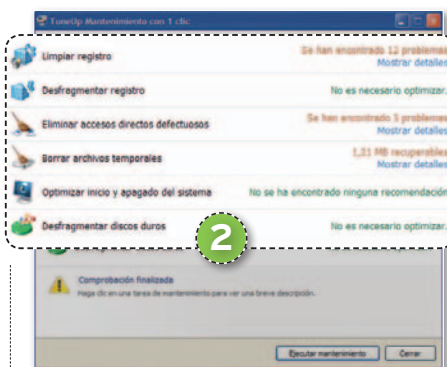 TuneUp Mantenimiento con 1 clic
Limpiar registro
Se han encontrado 12 problemas
Mostrar detalles
Desfragmentar registro
No es necesario optimizar.
Eliminar accesos directos defectuosos
Se han encontrado 3 problemas
Mostrar detalles
Borrar archivos temporales
1,21 MB recuperables
Mostrar detalles
Optimizar inicio y apagado del sistema
No se ha encontrado ninguna recomendación
Desfragmentar discos duros
No es necesario optimizar.
2
Comprobación finalizada
Haga clic en una tarea de mantenimiento para ver una breve descripción.
Ejecutar mantenimiento
Cerrar